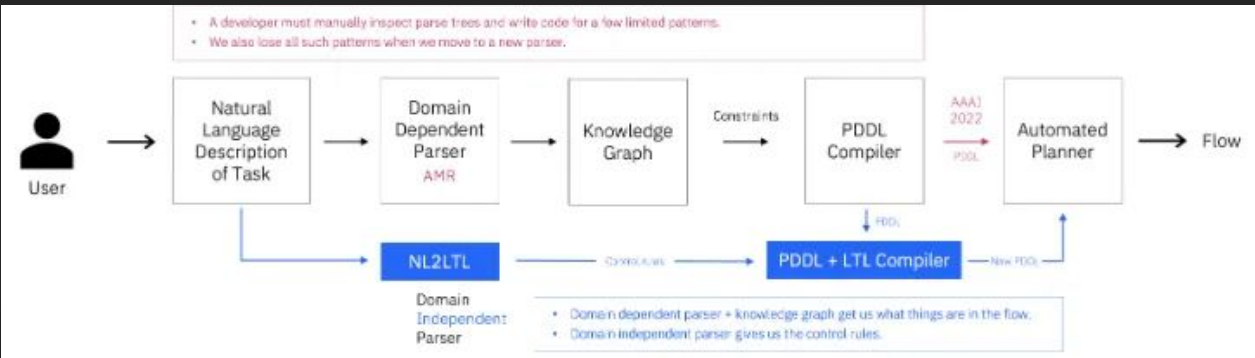 • A developer must manually inspect parse trees and write code for a few limited patterns.
• We also lose all such patterns when we move to a new parser.
User
Natural
Language
Description
of Task
Domain
Dependent
Parser
AMR
Knowledge
Graph
Constraints
PDDL
Compiler
AAAI
2022
PDDL
Automated
Planner
Flow
PDDL
NL2LTL
Control rules
PDDL + LTL Compiler
New PDDL
Domain
Independent
Parser
• Domain dependent parser + knowledge graph get us what things are in the flow.
• Domain independent parser gives us the control rules.